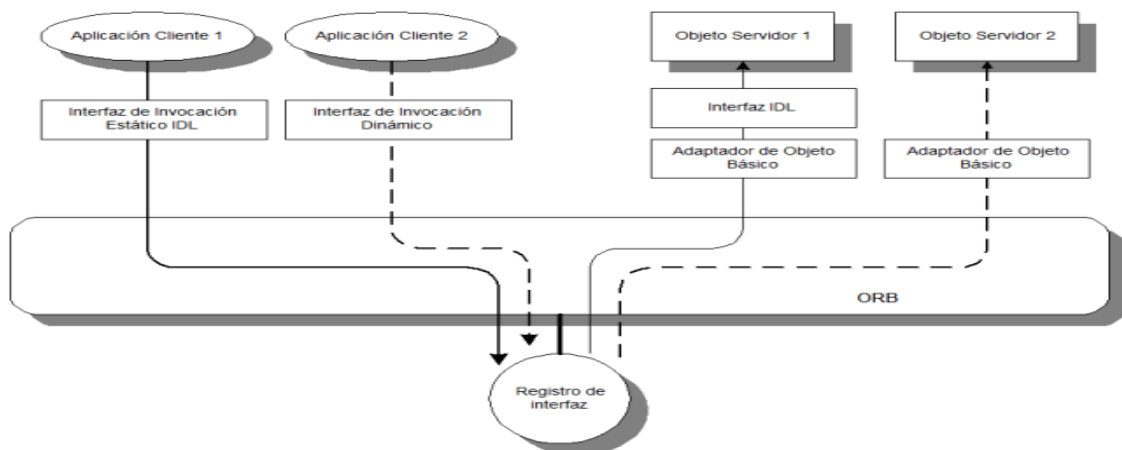 Aplicación Cliente 1
Aplicación Cliente 2
Objeto Servidor 1
Objeto Servidor 2
Interfaz de Invocación
Estático IDL
Interfaz de Invocación
Dinámico
Interfaz IDL
Adaptador de Objeto
Básico
Adaptador de Objeto
Básico
ORB
Registro de
interfaz